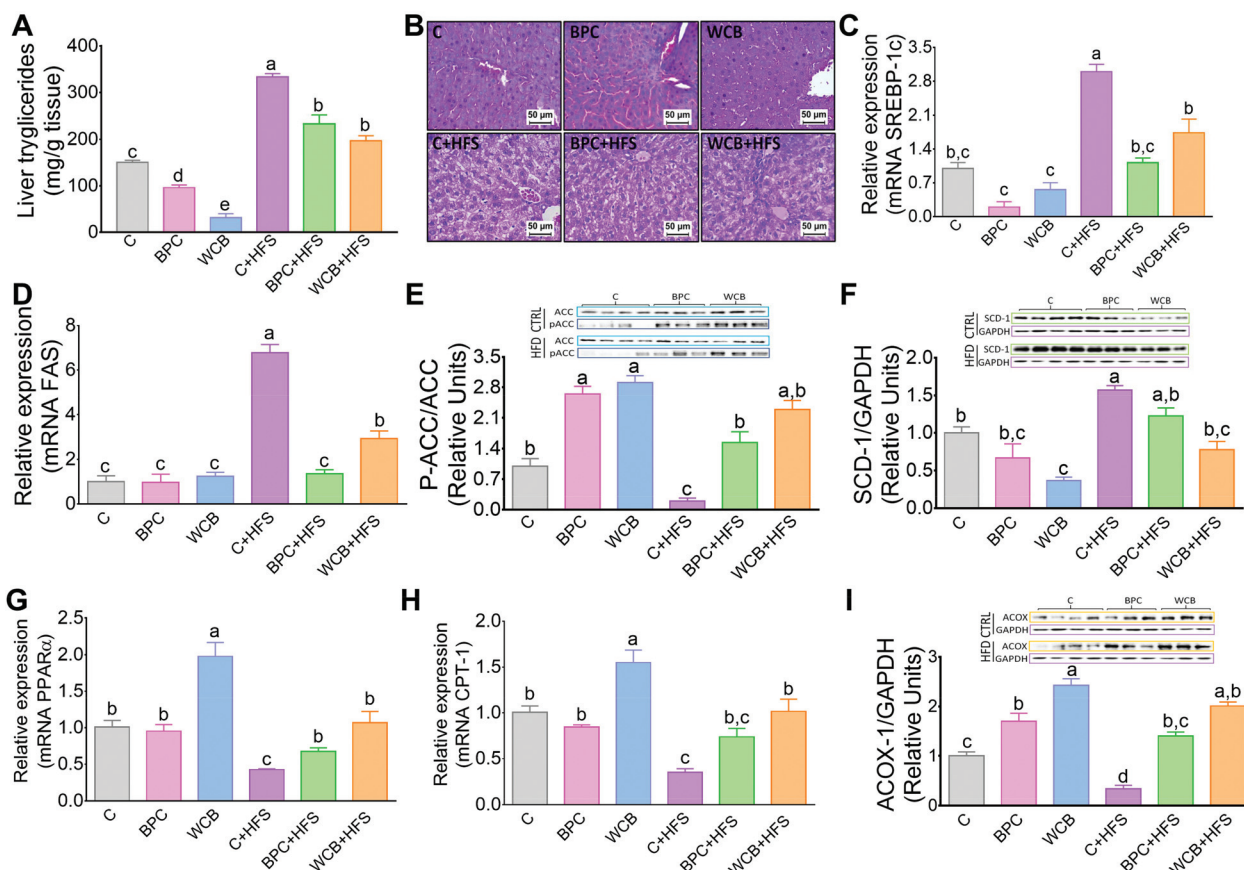 A
Liver tryglicerides
(mg/g tissue)
400
300
200
100
0
c
d
e
a
b
b
C
BPC
WCB
C+HFS
BPC+HFS
WCB+HFS
B
C
BPC
WCB
50 µm
50 µm
50 µm
C+HFS
BPC+HFS
WCB+HFS
50 µm
50 µm
50 µm
C
Relative expression
(mRNA SREBP-1c)
3.5
2.8
2.1
1.4
0.7
0.0
b,c
c
c
a
b,c
b
C
BPC
WCB
C+HFS
BPC+HFS
WCB+HFS
D
Relative expression
(mRNA FAS)
8
6
4
2
0
c
c
c
a
c
b
C
BPC
WCB
C+HFS
BPC+HFS
WCB+HFS
E
C BPC WCB
CTRL
ACC
pACC
HFD
ACC
pACC
P-ACC/ACC
(Relative Units)
3.5
2.8
2.1
1.4
0.7
0.0
b
a
a
c
b
a,b
C
BPC
WCB
C+HFS
BPC+HFS
WCB+HFS
F
C BPC WCB
CTRL
SCD-1
GAPDH
HFD
SCD-1
GAPDH
SCD-1/GAPDH
(Relative Units)
2.0
1.5
1.0
0.5
0.0
b
b,c
c
a
a,b
b,c
C
BPC
WCB
C+HFS
BPC+HFS
WCB+HFS
G
Relative expression
(mRNA PPARα)
2.5
2.0
1.5
1.0
0.5
0.0
b
b
a
c
b
b
C
BPC
WCB
C+HFS
BPC+HFS
WCB+HFS
H
Relative expression
(mRNA CPT-1)
2.0
1.5
1.0
0.5
0.0
b
b
a
c
b,c
b
C
BPC
WCB
C+HFS
BPC+HFS
WCB+HFS
I
C BPC WCB
CTRL
ACOX
GAPDH
HFD
ACOX
GAPDH
ACOX-1/GAPDH
(Relative Units)
3
2
1
0
c
b
a
d
b,c
a,b
C
BPC
WCB
C+HFS
BPC+HFS
WCB+HFS